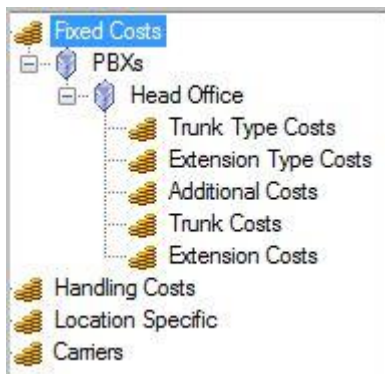 Fixed Costs
PBXs
Head Office
Trunk Type Costs
Extension Type Costs
Additional Costs
Trunk Costs
Extension Costs
Handling Costs
Location Specific
Carriers